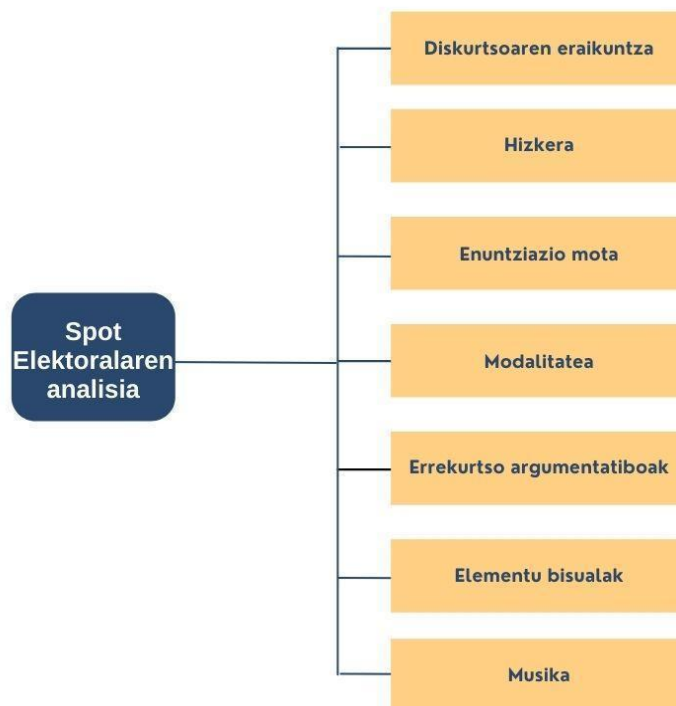 Spot
Elektoralaren
analisia
Diskurtsoaren eraikuntza
Hizkera
Enuntziazio mota
Modalitatea
Errekurtso argumentatiboak
Elementu bisualak
Musika